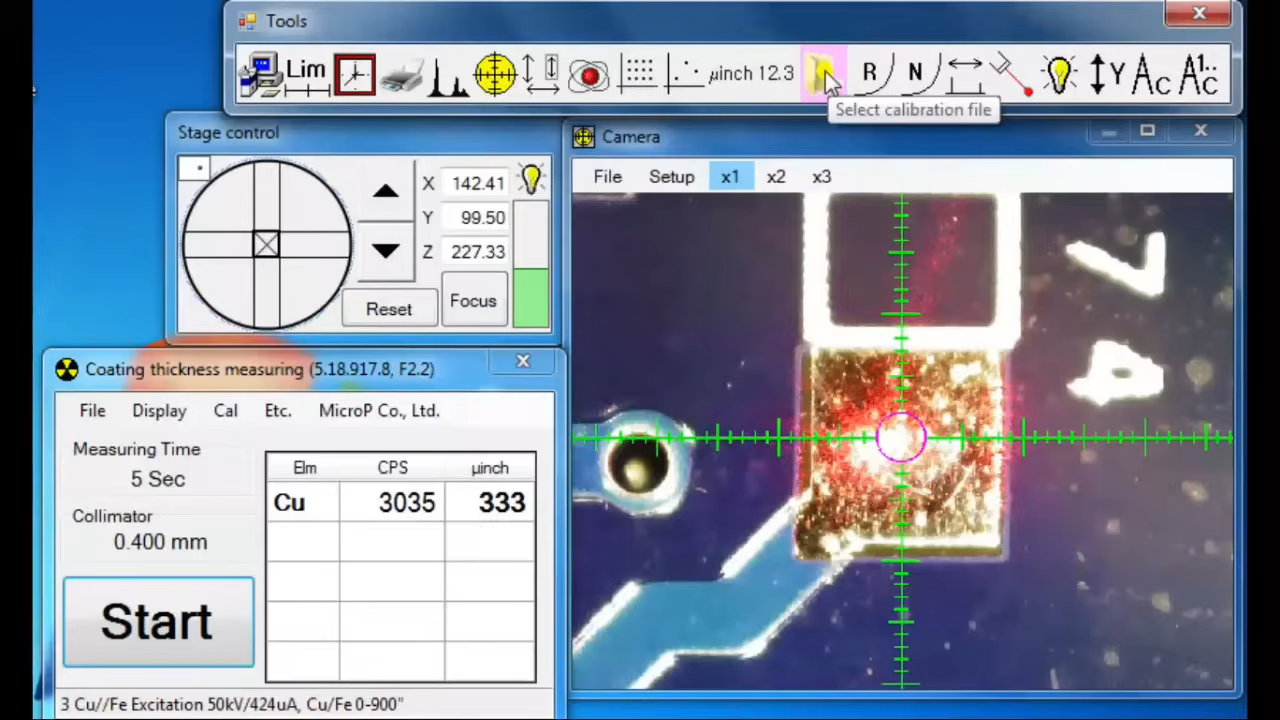 Tools
Lim
µinch 12.3
R
N
Y
Ac
Ac
1..
Select calibration file
Stage control
X 142.41
Y 99.50
Z 227.33
Reset
Focus
Camera
File Setup x1 x2 x3
Coating thickness measuring (5.18.917.8, F2.2)
File Display Cal Etc. MicroP Co., Ltd.
Measuring Time
5 Sec
Collimator
0.400 mm
Start
Elm CPS µinch
Cu 3035 333
3 Cu//Fe Excitation 50kV/424uA, Cu/Fe 0-900"